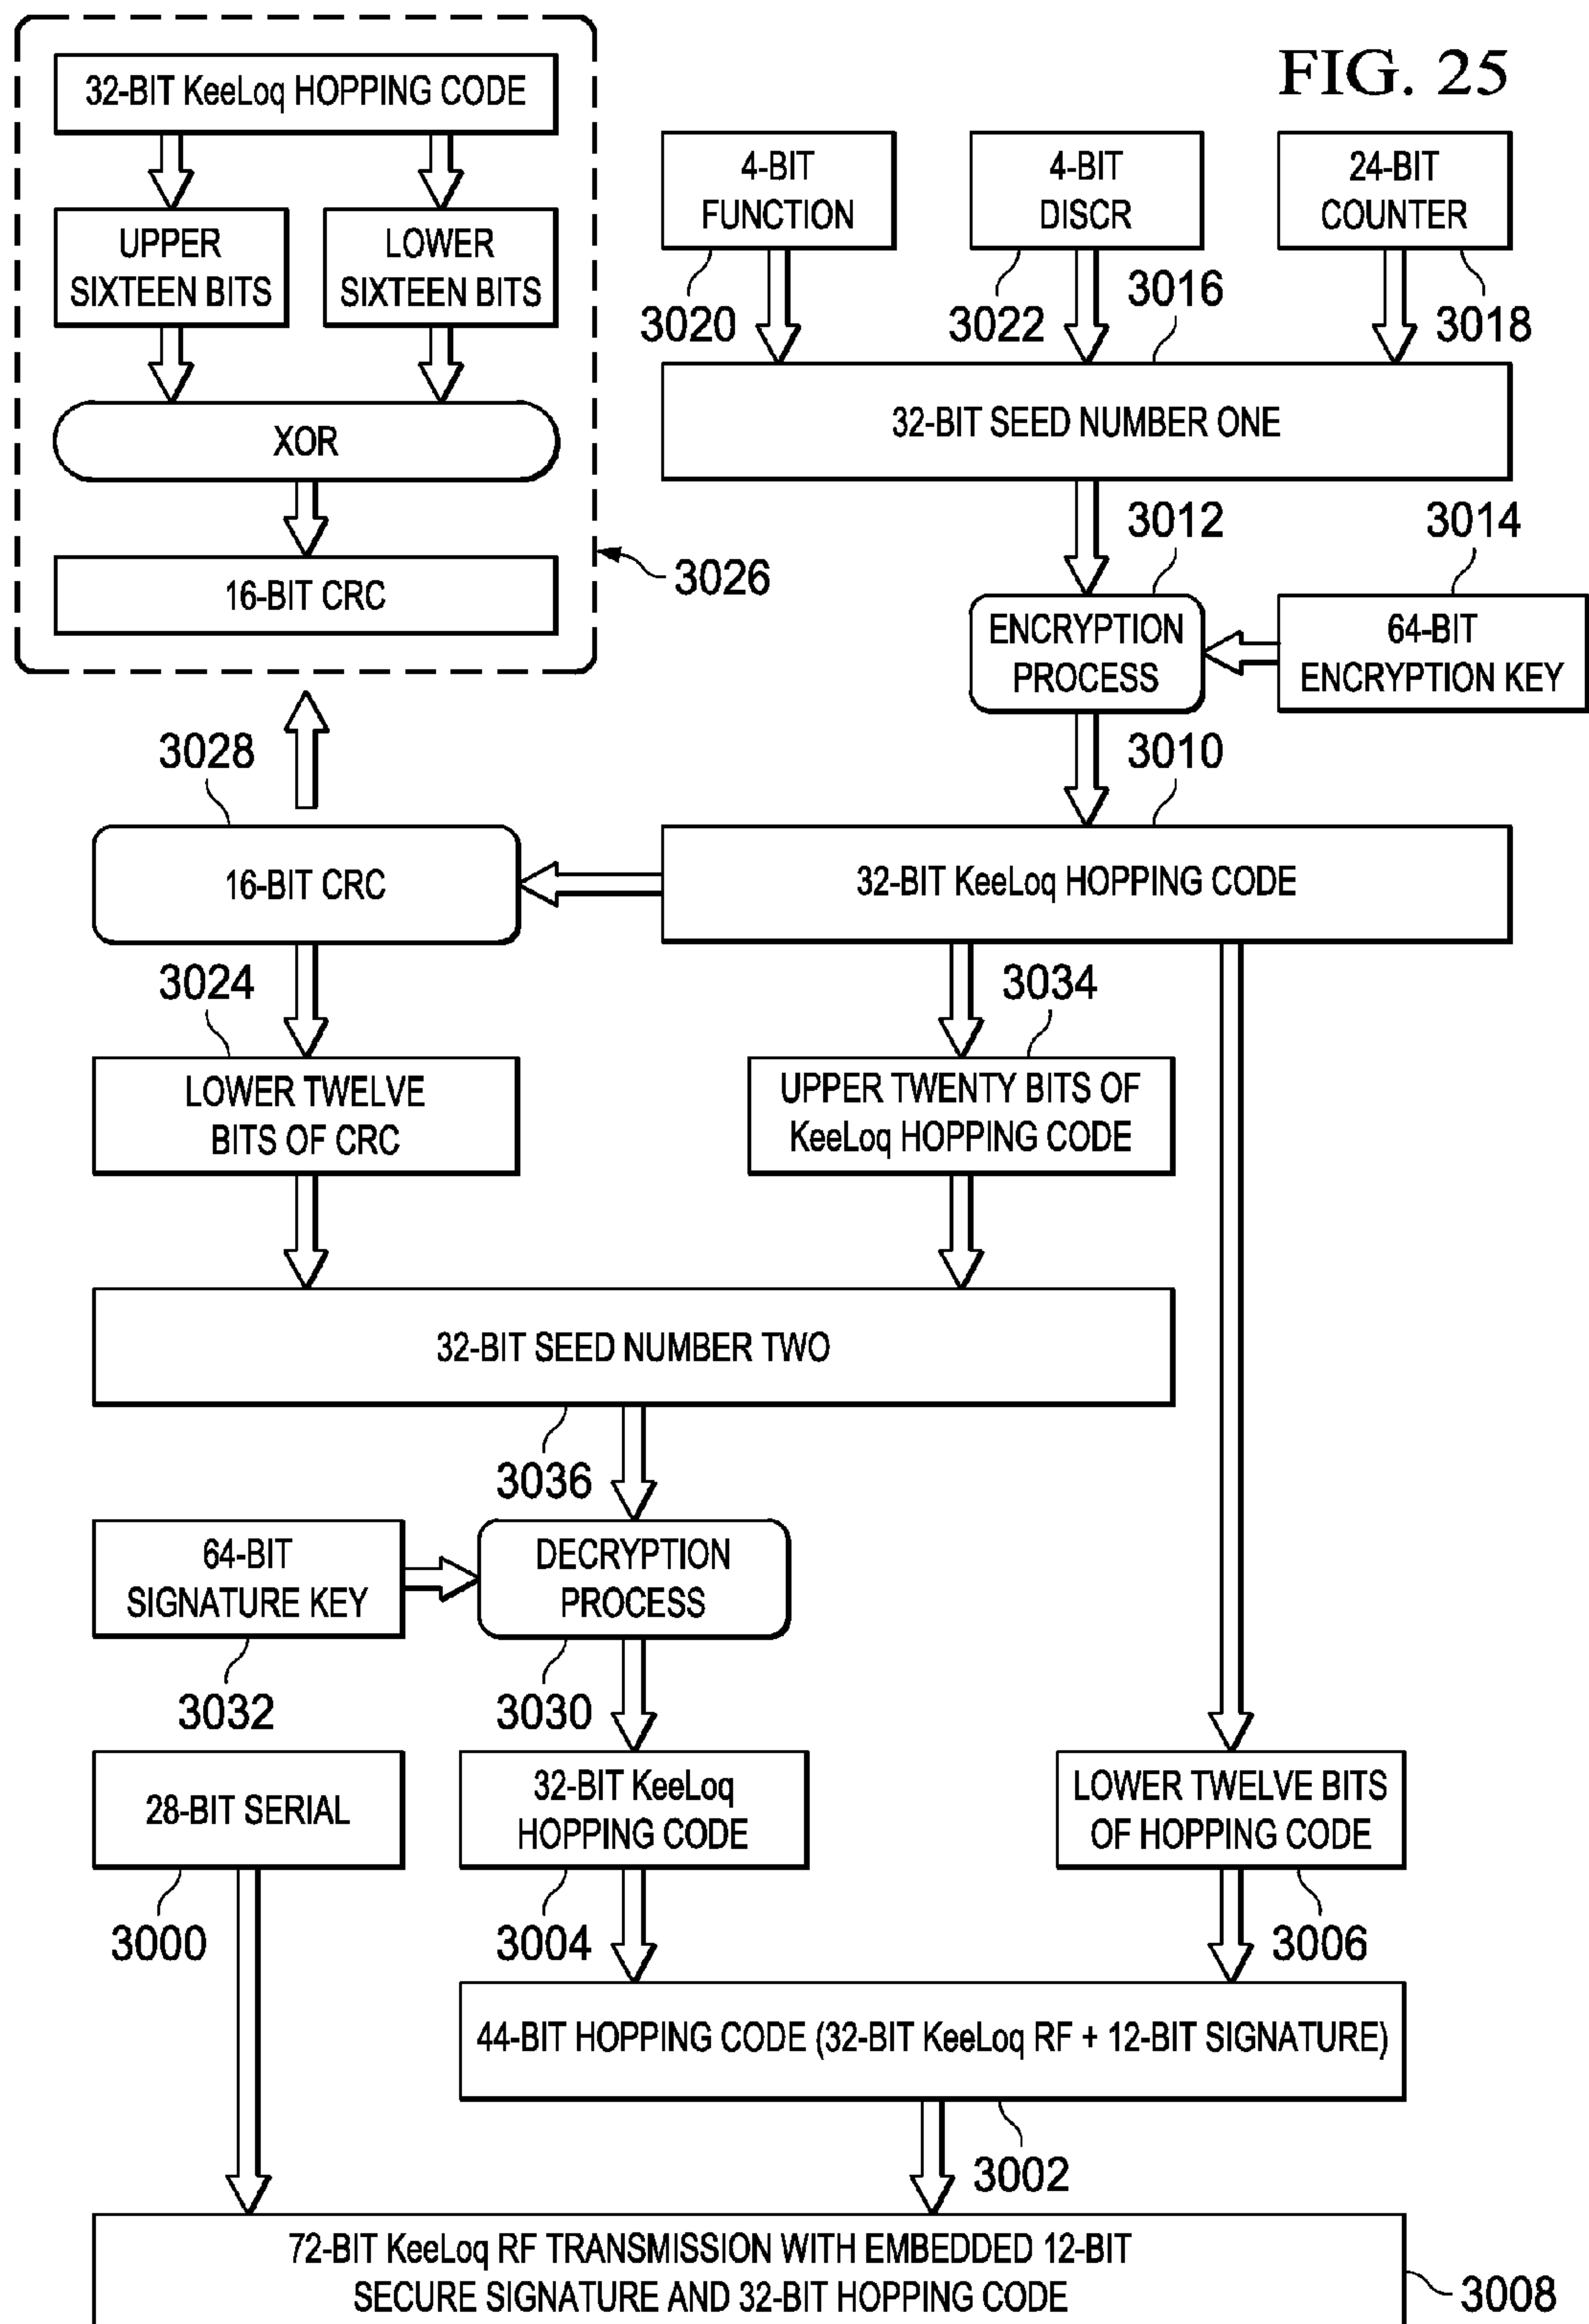 FIG. 25
32-BIT KeeLoq HOPPING CODE
UPPER
SIXTEEN BITS
LOWER
SIXTEEN BITS
XOR
16-BIT CRC
3026
4-BIT
FUNCTION
3020
4-BIT
DISCR
3022
24-BIT
COUNTER
3018
3016
32-BIT SEED NUMBER ONE
3012
ENCRYPTION
PROCESS
3014
64-BIT
ENCRYPTION KEY
3010
32-BIT KeeLoq HOPPING CODE
3028
16-BIT CRC
3024
LOWER TWELVE
BITS OF CRC
3034
UPPER TWENTY BITS OF
KeeLoq HOPPING CODE
32-BIT SEED NUMBER TWO
3036
64-BIT
SIGNATURE KEY
3032
DECRYPTION
PROCESS
3030
28-BIT SERIAL
3000
32-BIT KeeLoq
HOPPING CODE
3004
LOWER TWELVE BITS
OF HOPPING CODE
3006
44-BIT HOPPING CODE (32-BIT KeeLoq RF + 12-BIT SIGNATURE)
3002
72-BIT KeeLoq RF TRANSMISSION WITH EMBEDDED 12-BIT
SECURE SIGNATURE AND 32-BIT HOPPING CODE
3008